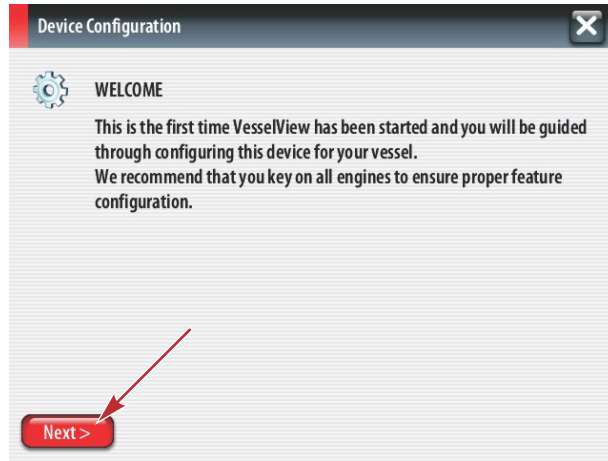 Device Configuration
WELCOME
This is the first time VesselView has been started and you will be guided
through configuring this device for your vessel.
We recommend that you key on all engines to ensure proper feature
configuration.
Next >